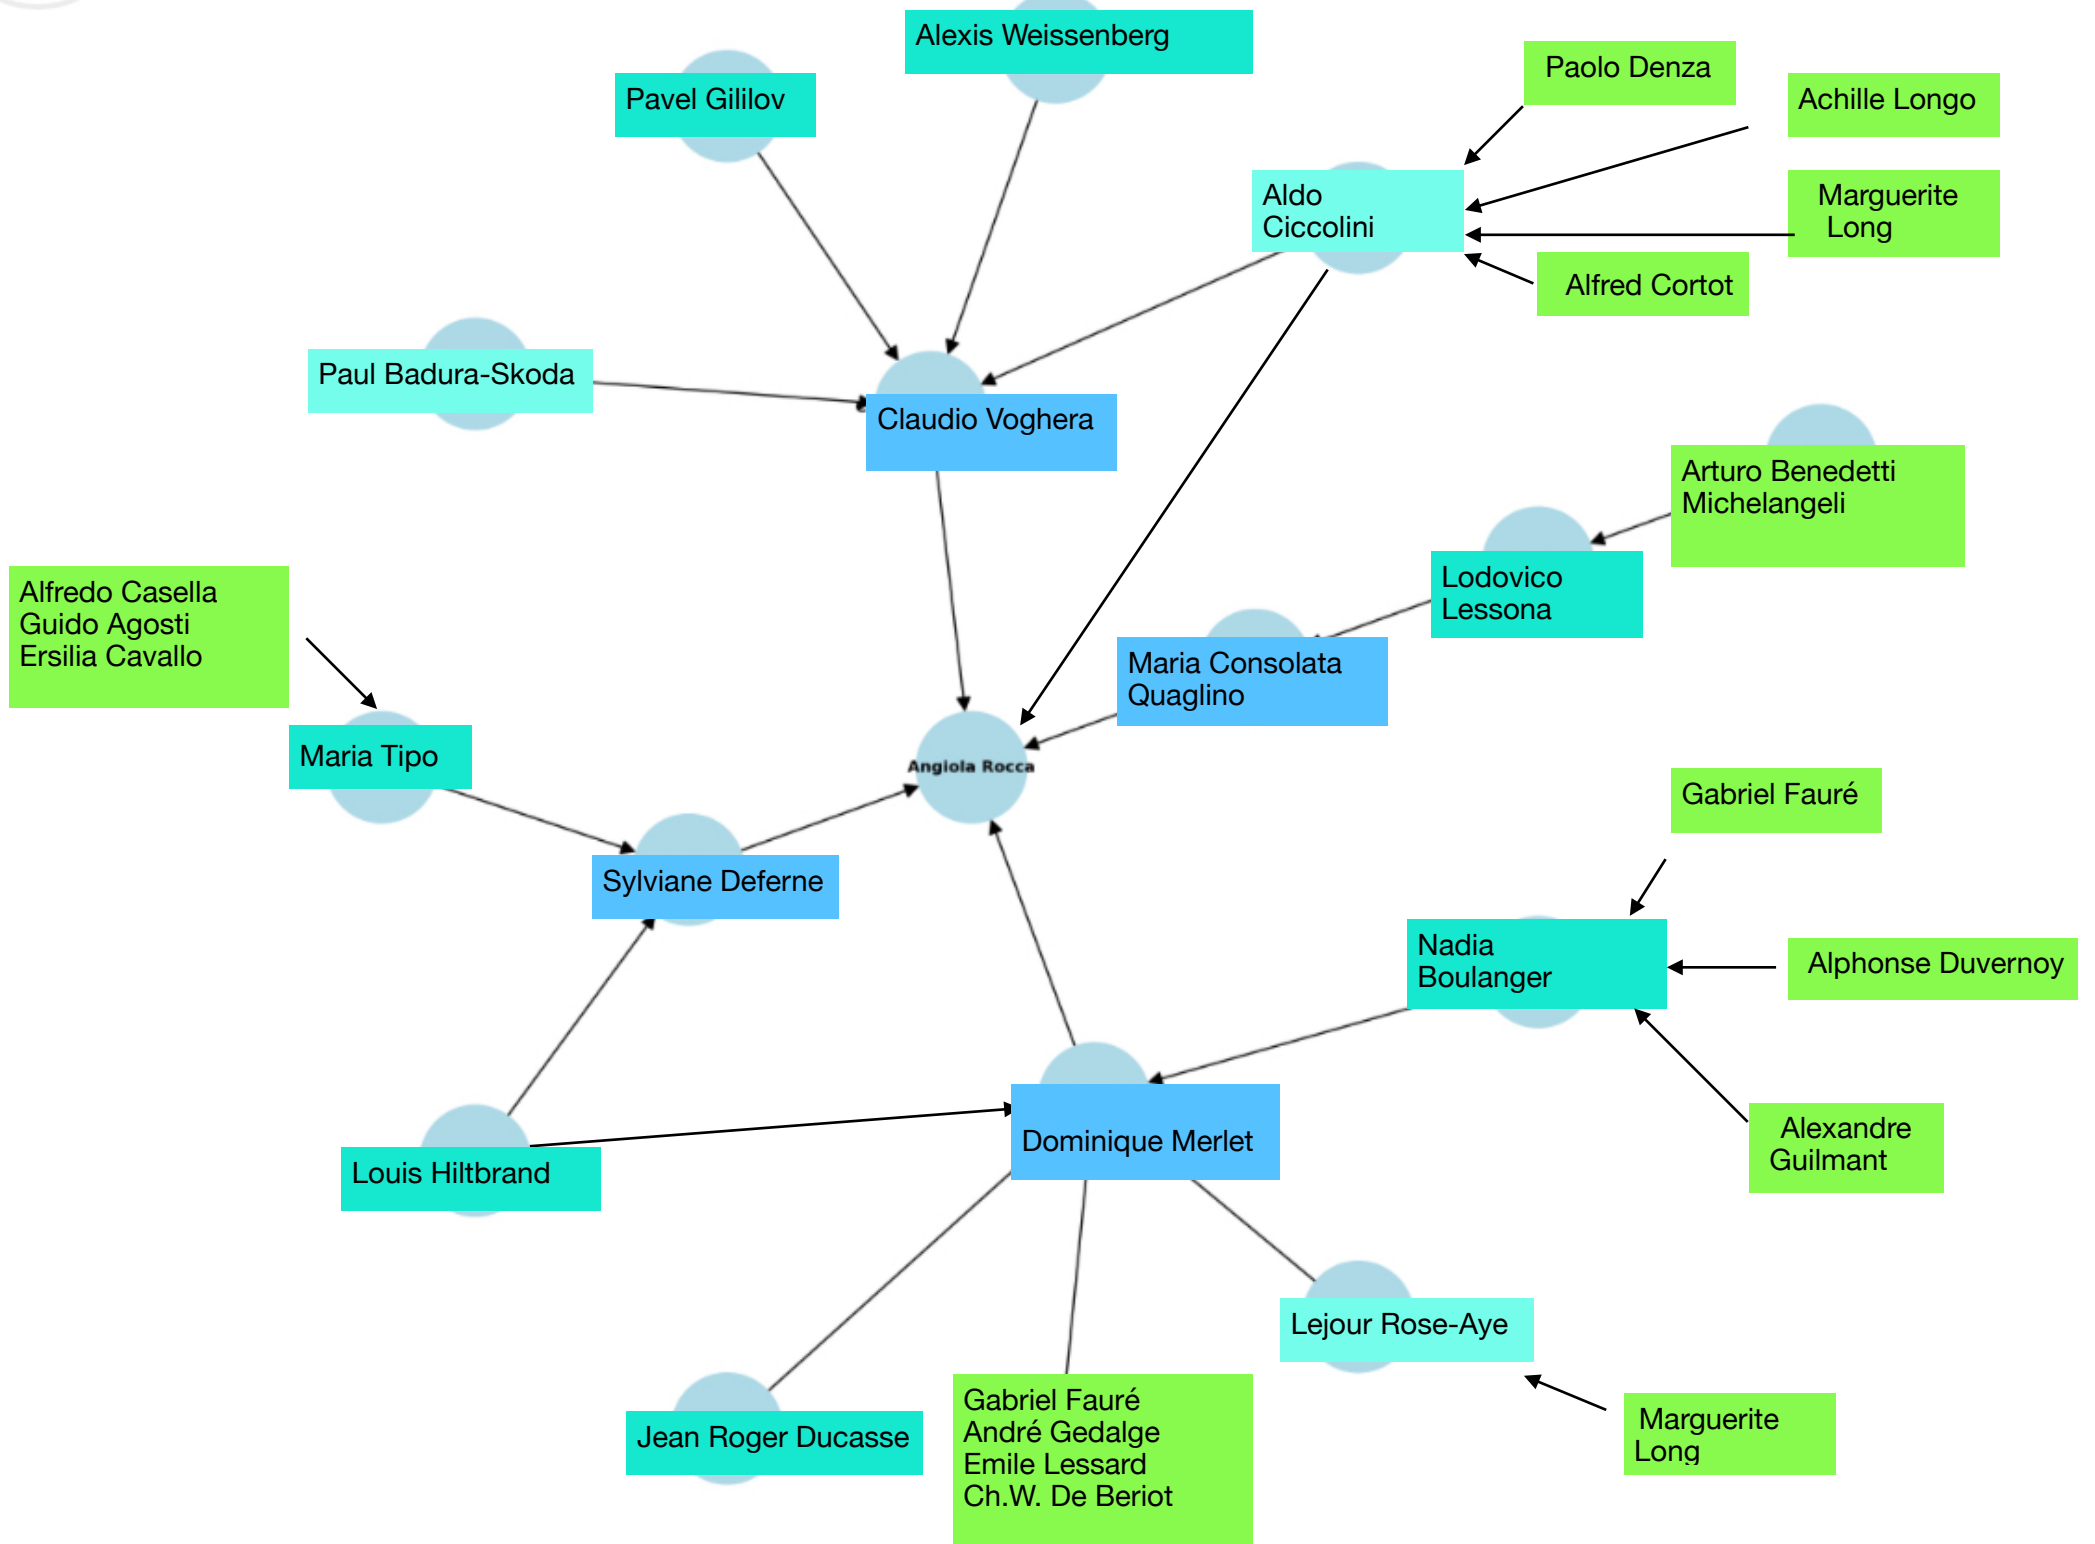 Alexis Weissenberg
Pavel Gililov
Paolo Denza
Achille Longo
Aldo
Ciccolini
Marguerite
Long
Alfred Cortot
Paul Badura-Skoda
Claudio Voghera
Arturo Benedetti
Michelangeli
Lodovico
Lessona
Alfredo Casella
Guido Agosti
Ersilia Cavallo
Maria Consolata
Quaglino
Maria Tipo
Angiola Rocca
Gabriel Fauré
Sylviane Deferne
Nadia
Boulanger
Alphonse Duvernoy
Alexandre
Guilmant
Dominique Merlet
Louis Hiltbrand
Lejour Rose-Aye
Jean Roger Ducasse
Gabriel Fauré
André Gedalge
Emile Lessard
Ch.W. De Beriot
Marguerite
Long